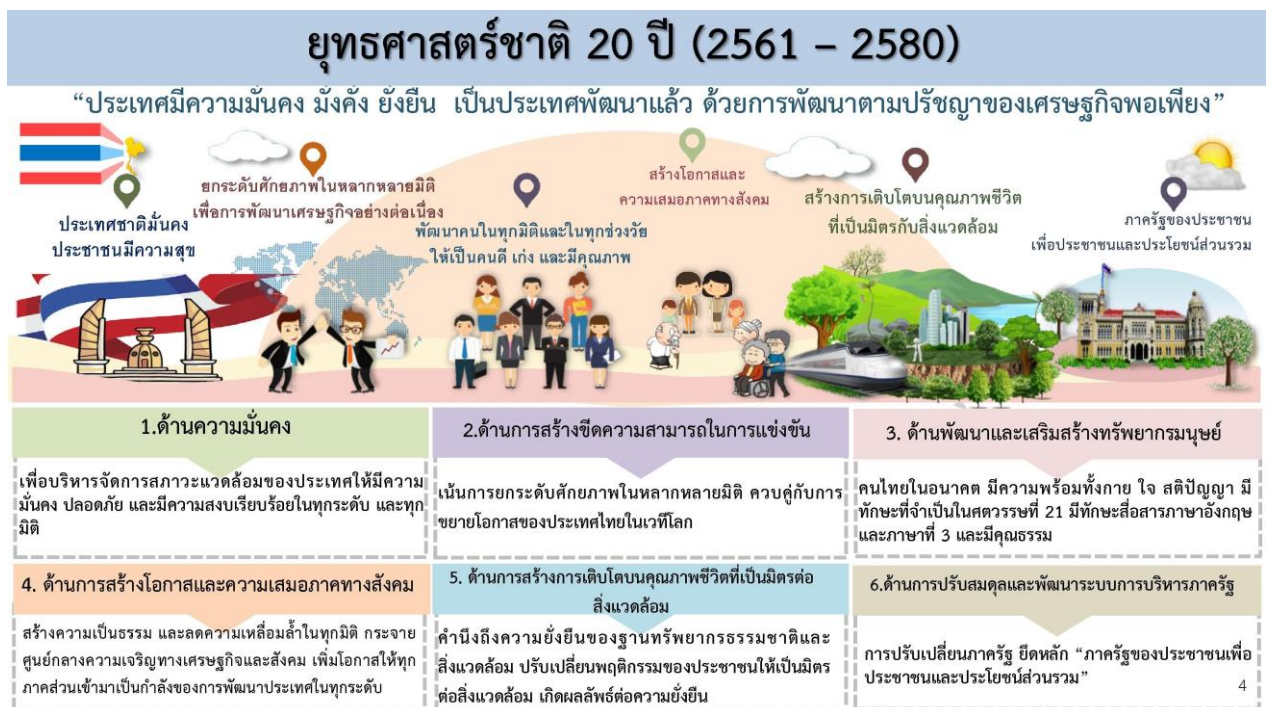 ยุทธศาสตร์ชาติ 20 ปี (2561 – 2580)
“ประเทศมีความมั่นคง มั่งคั่ง ยั่งยืน เป็นประเทศพัฒนาแล้ว ด้วยการพัฒนาตามปรัชญาของเศรษฐกิจพอเพียง”
ประเทศชาติมั่นคง
ประชาชนมีความสุข
ยกระดับศักยภาพในหลากหลายมิติ
เพื่อการพัฒนาเศรษฐกิจอย่างต่อเนื่อง
พัฒนาคนในทุกมิติและในทุกช่วงวัย
ให้เป็นคนดี เก่ง และมีคุณภาพ
สร้างโอกาสและ
ความเสมอภาคทางสังคม
สร้างการเติบโตบนคุณภาพชีวิต
ที่เป็นมิตรกับสิ่งแวดล้อม
ภาครัฐของประชาชน
เพื่อประชาชนและประโยชน์ส่วนรวม
1.ด้านความมั่นคง
เพื่อบริหารจัดการสภาวะแวดล้อมของประเทศให้มีความ
มั่นคง ปลอดภัย และมีความสงบเรียบร้อยในทุกระดับ และทุก
มิติ
2.ด้านการสร้างขีดความสามารถในการแข่งขัน
เน้นการยกระดับศักยภาพในหลากหลายมิติ ควบคู่กับการ
ขยายโอกาสของประเทศไทยในเวทีโลก
3. ด้านพัฒนาและเสริมสร้างทรัพยากรมนุษย์
คนไทยในอนาคต มีความพร้อมทั้งกาย ใจ สติปัญญา มี
ทักษะที่จำเป็นในศตวรรษที่ 21 มีทักษะสื่อสารภาษาอังกฤษ
และภาษาที่ 3 และมีคุณธรรม
4. ด้านการสร้างโอกาสและความเสมอภาคทางสังคม
สร้างความเป็นธรรม และลดความเหลื่อมล้ำในทุกมิติ กระจาย
ศูนย์กลางความเจริญทางเศรษฐกิจและสังคม เพิ่มโอกาสให้ทุก
ภาคส่วนเข้ามาเป็นกำลังของการพัฒนาประเทศในทุกระดับ
5. ด้านการสร้างการเติบโตบนคุณภาพชีวิตที่เป็นมิตรต่อ
สิ่งแวดล้อม
คำนึงถึงความยั่งยืนของฐานทรัพยากรธรรมชาติและ
สิ่งแวดล้อม ปรับเปลี่ยนพฤติกรรมของประชาชนให้เป็นมิตร
ต่อสิ่งแวดล้อม เกิดผลลัพธ์ต่อความยั่งยืน
6.ด้านการปรับสมดุลและพัฒนาระบบการบริหารภาครัฐ
การปรับเปลี่ยนภาครัฐ ยึดหลัก “ภาครัฐของประชาชนเพื่อ
ประชาชนและประโยชน์ส่วนรวม”
4